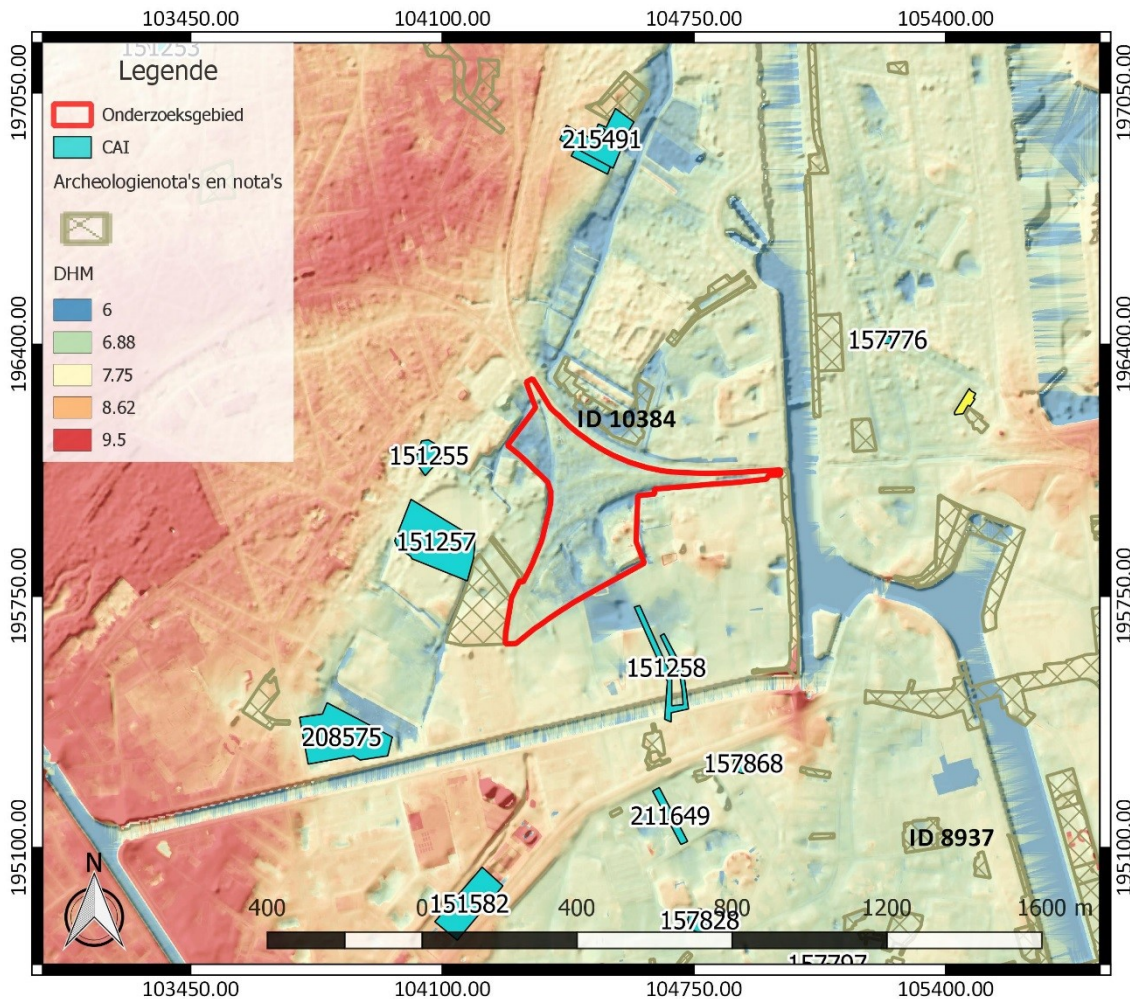 103450.00 104100.00 104750.00 105400.00
197050.00
196400.00
195750.00
195100.00
197050.00
196400.00
195750.00
195100.00
151253
Legende
Onderzoeksgebied
CAI
Archeologienota's en nota's
DHM
6
6.88
7.75
8.62
9.5
215491
157776
ID 10384
151255
151257
151258
208575
157868
211649
ID 8937
151582
157828
157797
N
400 0 400 800 1200 1600 m
103450.00 104100.00 104750.00 105400.00